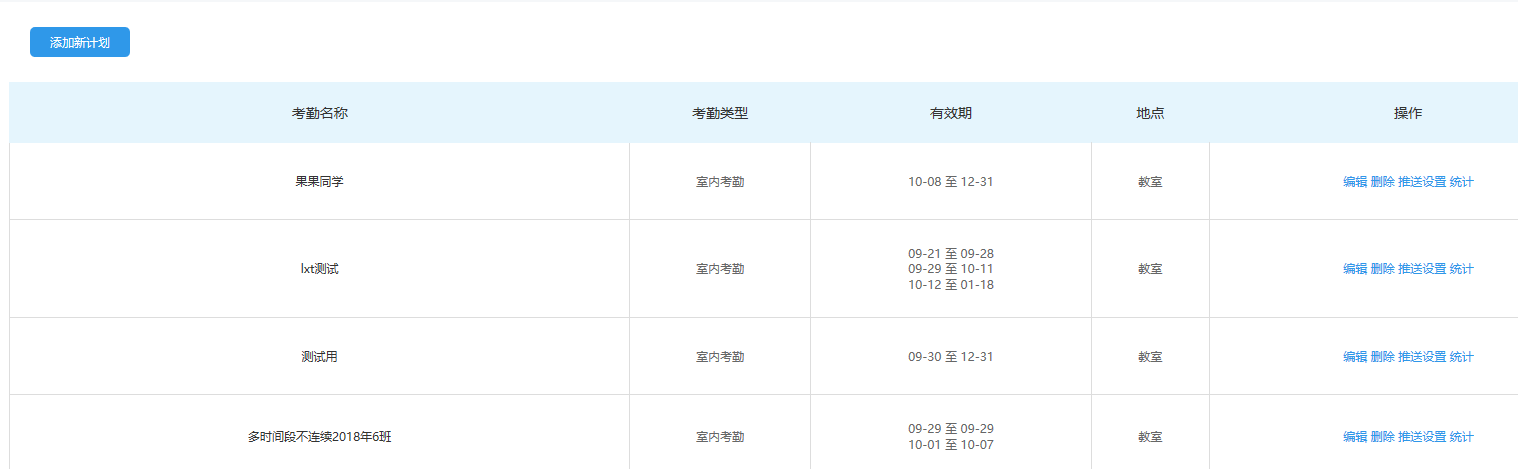 添加新计划
考勤名称 考勤类型 有效期 地点 操作
果果同学 室内考勤 10-08 至 12-31 教室 编辑 删除 推送设置 统计
lxt测试 室内考勤 09-21 至 09-28
09-29 至 10-11
10-12 至 01-18 教室 编辑 删除 推送设置 统计
测试用 室内考勤 09-30 至 12-31 教室 编辑 删除 推送设置 统计
多时间段不连续2018年6班 室内考勤 09-29 至 09-29
10-01 至 10-07 教室 编辑 删除 推送设置 统计